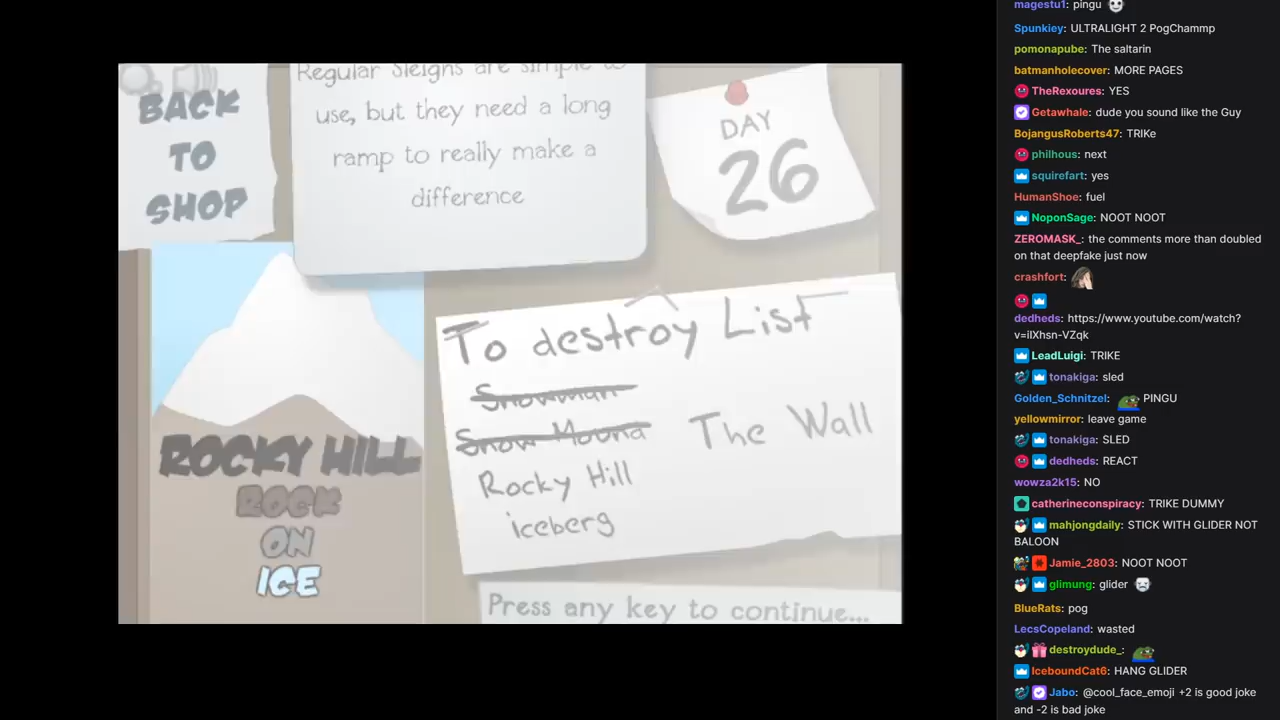 BACK
TO
SHOP
Regular Sleighs are simple to
use, but they need a long
ramp to really make a
difference
DAY
26
ROCKY HILL
ROCK
ON
ICE
To destroy List
Snowman
Snow Mound
Rocky Hill
iceberg
The Wall
Press any key to continue...
magestu1: pingu
Spunkiey: ULTRALIGHT 2 PogChammp
pomonapube: The saltarin
batmanholecover: MORE PAGES
TheRexoures: YES
Getawhale: dude you sound like the Guy
BojangusRoberts47: TRIKe
philhous: next
squirefart: yes
HumanShoe: fuel
NoponSage: NOOT NOOT
ZEROMASK_: the comments more than doubled
on that deepfake just now
crashfort:
dedheds: https://www.youtube.com/watch?
v=ilXhsn-VZqk
LeadLuigi: TRIKE
tonakiga: sled
Golden_Schnitzel: PINGU
yellowmirror: leave game
tonakiga: SLED
dedheds: REACT
wowza2k15: NO
catherineconspiracy: TRIKE DUMMY
mahjongdaily: STICK WITH GLIDER NOT
BALOON
Jamie_2803: NOOT NOOT
glimung: glider
BlueRats: pog
LecsCopeland: wasted
destroydude_:
IceboundCat6: HANG GLIDER
Jabo: @cool_face_emoji +2 is good joke
and -2 is bad joke